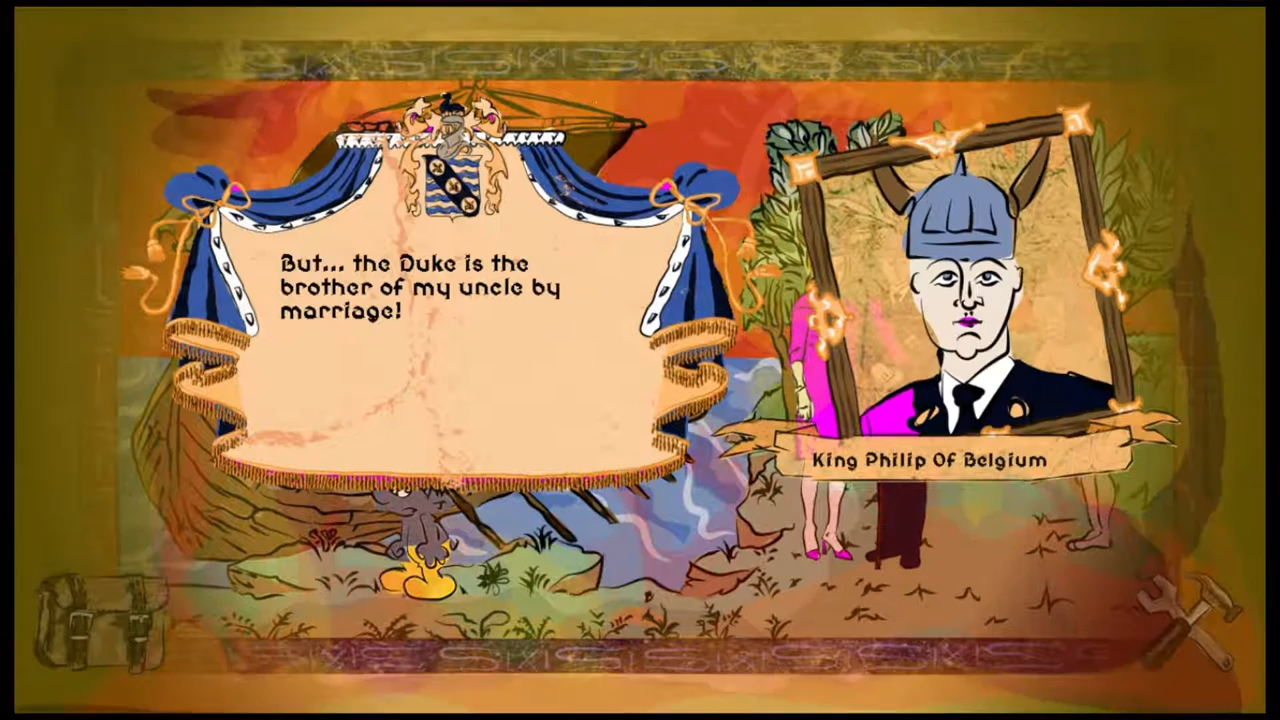 But... the Duke is the
brother of my uncle by
marriage!
King Philip Of Belgium